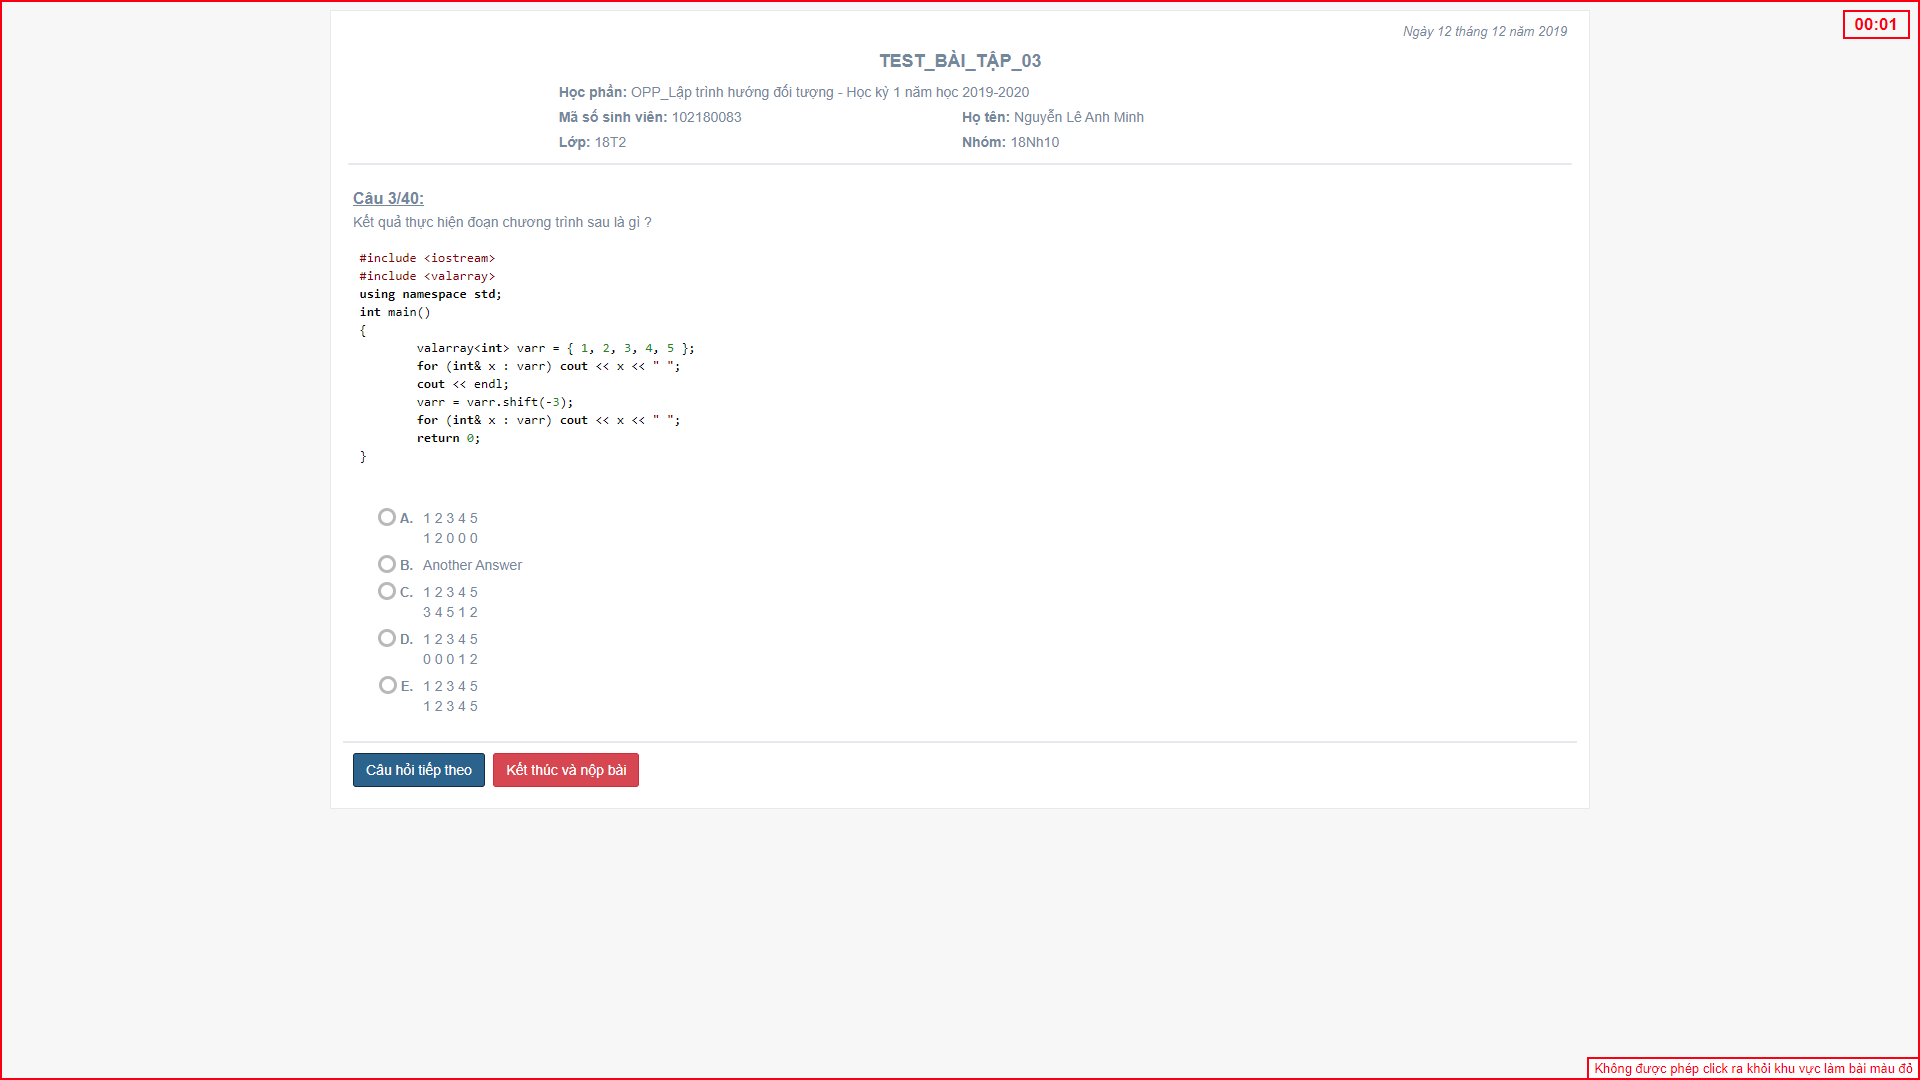 Ngày 12 tháng 12 năm 2019
00:01
TEST_BÀI_TẬP_03
Học phần: OPP_Lập trình hướng đối tượng - Học kỳ 1 năm học 2019-2020
Mã số sinh viên: 102180083 Họ tên: Nguyễn Lê Anh Minh
Lớp: 18T2 Nhóm: 18Nh10
Câu 3/40:
Kết quả thực hiện đoạn chương trình sau là gì ?
#include <iostream>
#include <valarray>
using namespace std;
int main()
{
valarray<int> varr = { 1, 2, 3, 4, 5 };
for (int& x : varr) cout << x << " ";
cout << endl;
varr = varr.shift(-3);
for (int& x : varr) cout << x << " ";
return 0;
}
A. 1 2 3 4 5
1 2 0 0 0
B. Another Answer
C. 1 2 3 4 5
3 4 5 1 2
D. 1 2 3 4 5
0 0 0 1 2
E. 1 2 3 4 5
1 2 3 4 5
Câu hỏi tiếp theo Kết thúc và nộp bài
Không được phép click ra khỏi khu vực làm bài màu đỏ